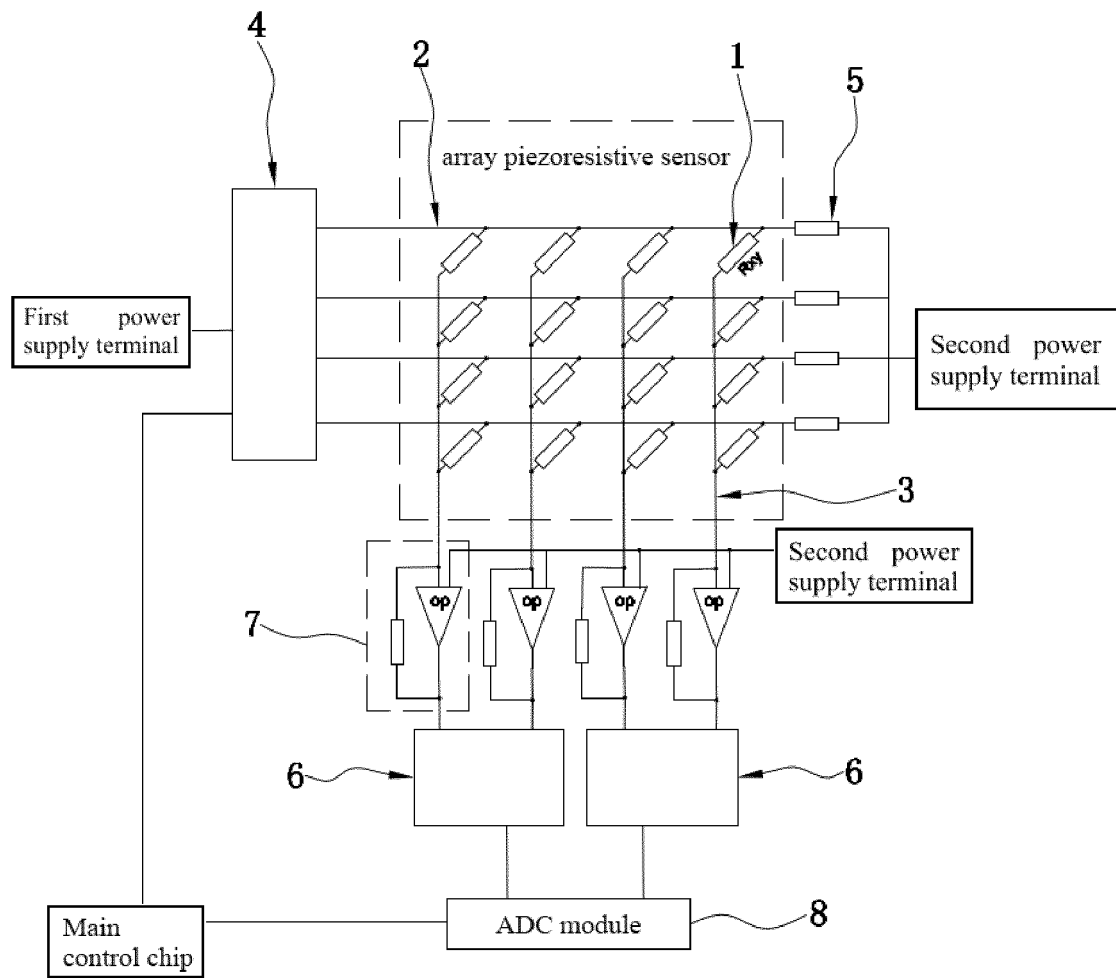 4
2
1
5
array piezoresistive sensor
Rxy
First power
supply terminal
Second power
supply terminal
3
Second power
supply terminal
op
op
op
op
7
6
6
Main
control chip
ADC module
8